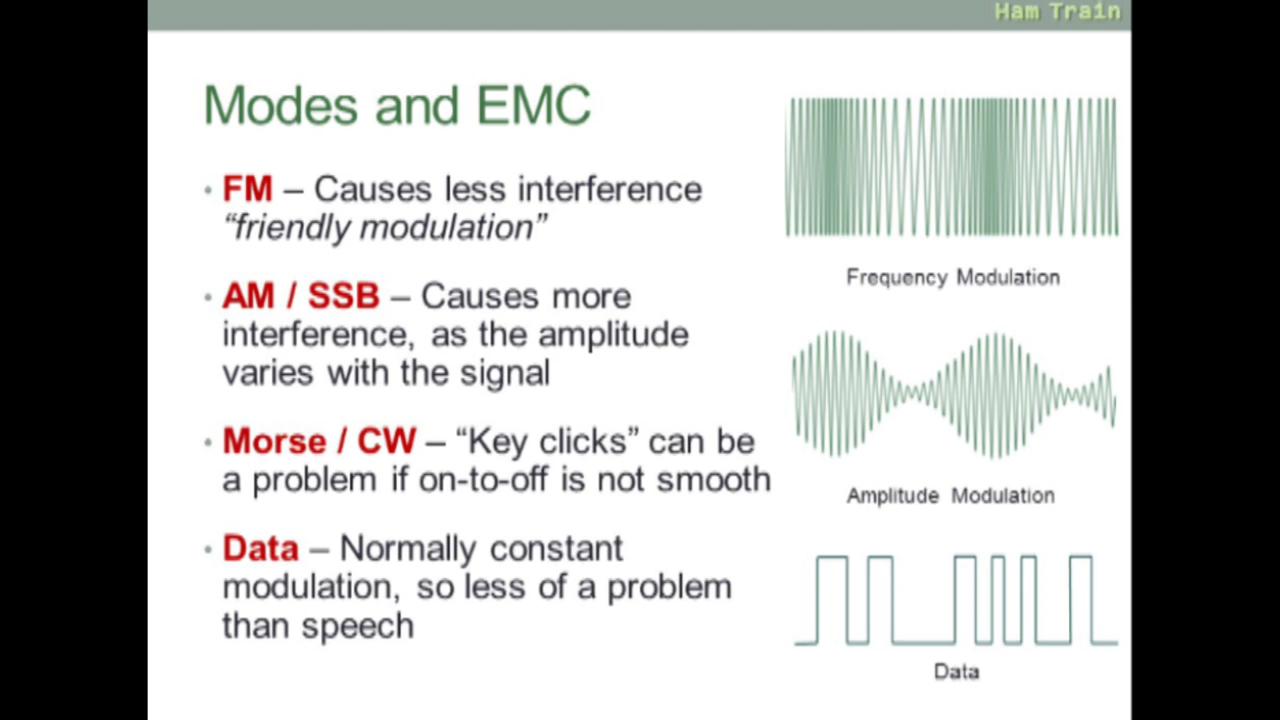 Ham Train
Modes and EMC
• FM – Causes less interference
“friendly modulation”
• AM / SSB – Causes more
interference, as the amplitude
varies with the signal
• Morse / CW – “Key clicks” can be
a problem if on-to-off is not smooth
• Data – Normally constant
modulation, so less of a problem
than speech
Frequency Modulation
Amplitude Modulation
Data